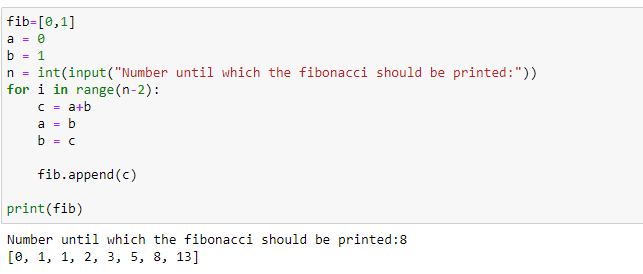 fib=[0,1]
a = 0
b = 1
n = int(input("Number until which the fibonacci should be printed:"))
for i in range(n-2):
    c = a+b
    a = b
    b = c

    fib.append(c)

print(fib)

Number until which the fibonacci should be printed:8
[0, 1, 1, 2, 3, 5, 8, 13]